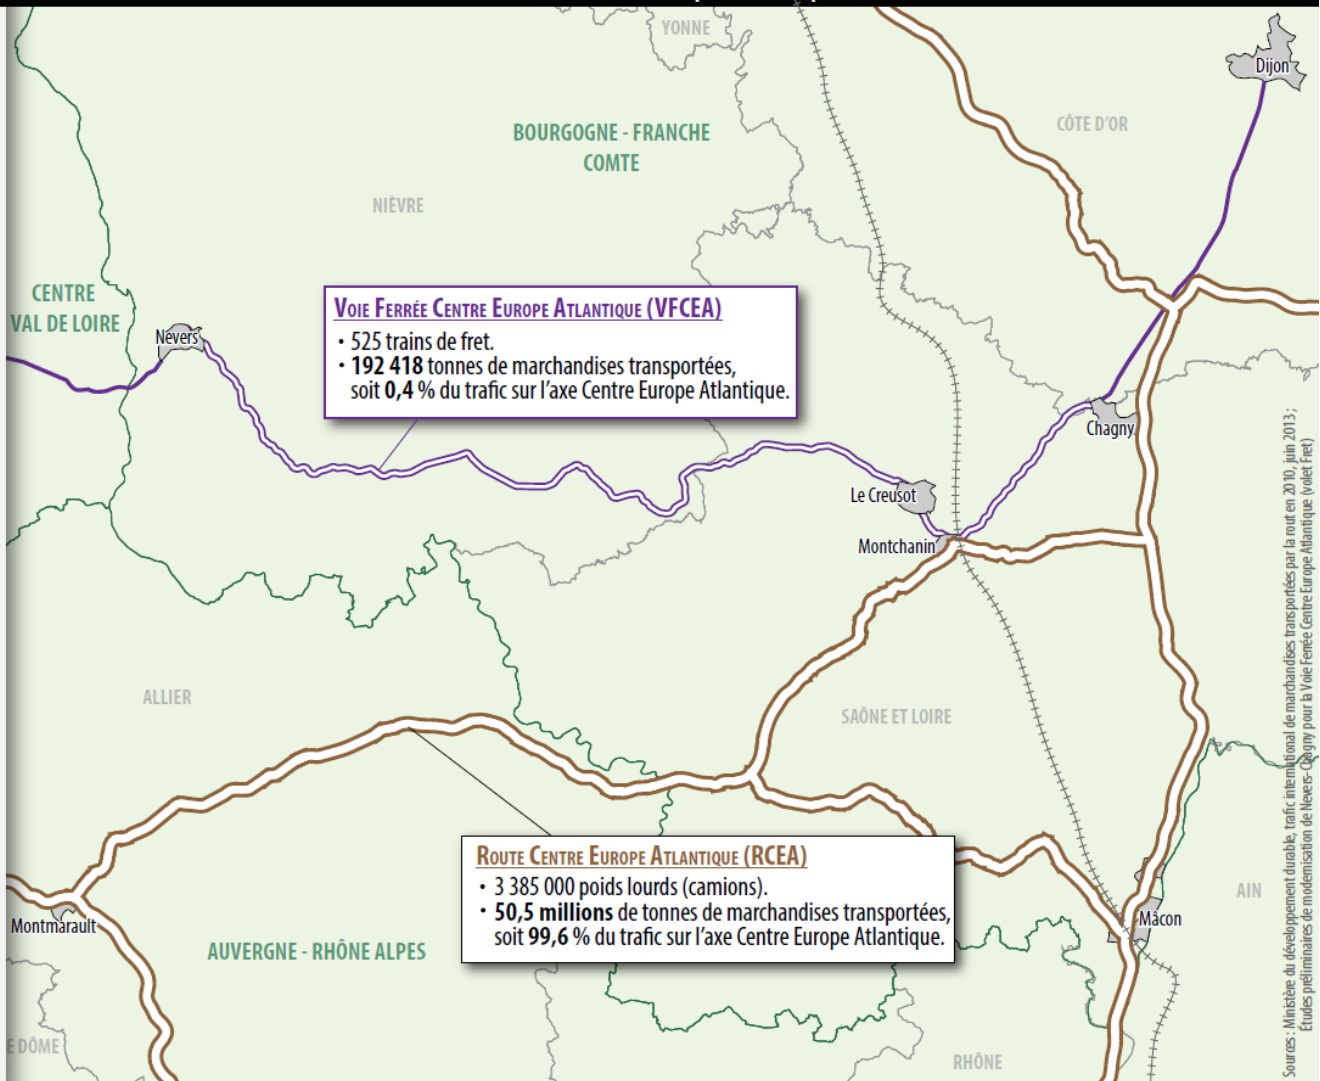 YONNE
Dijon
CÔTE D'OR
BOURGOGNE - FRANCHE
COMTE
NIÈVRE
CENTRE
VAL DE LOIRE
Nevers
VOIE FERRÉE CENTRE EUROPE ATLANTIQUE (VFCEA)
• 525 trains de fret.
• 192 418 tonnes de marchandises transportées,
soit 0,4 % du trafic sur l'axe Centre Europe Atlantique.
Chagny
Le Creusot
Montchanin
ALLIER
SAÔNE ET LOIRE
ROUTE CENTRE EUROPE ATLANTIQUE (RCEA)
• 3 385 000 poids lourds (camions).
• 50,5 millions de tonnes de marchandises transportées,
soit 99,6 % du trafic sur l'axe Centre Europe Atlantique.
AIN
Montmarault
Mâcon
AUVERGNE - RHÔNE ALPES
E DÔME
RHÔNE
Sources : Ministère du développement durable, trafic international de marchandises transportées par la rout en 2010, juin 2013 ;
Études préliminaires de modernisation de Nevers-Chagny pour la Voie Ferrée Centre Europe Atlantique (volet Fret)